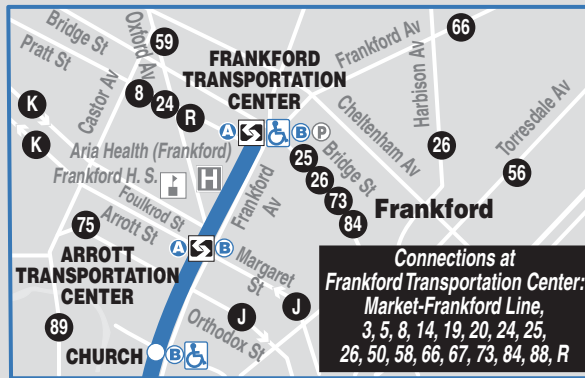 Bridge St
Pratt St
Oxford Av
59
FRANKFORD
TRANSPORTATION
CENTER
Frankford Av
66
Castor Av
8
24
R
K
K
A
B
P
Harbison Av
Cheltenham Av
Torresdale Av
Aria Health (Frankford)
Frankford H. S.
H
25
26
73
84
Bridge St
26
56
Frankford
Foulkrod St
Frankford
Av
75
Arrott St
A
B
ARROTT
TRANSPORTATION
CENTER
Margaret
St
J
J
89
Orthodox St
CHURCH
B
Connections at
Frankford Transportation Center:
Market-Frankford Line,
3, 5, 8, 14, 19, 20, 24, 25,
26, 50, 58, 66, 67, 73, 84, 88, R